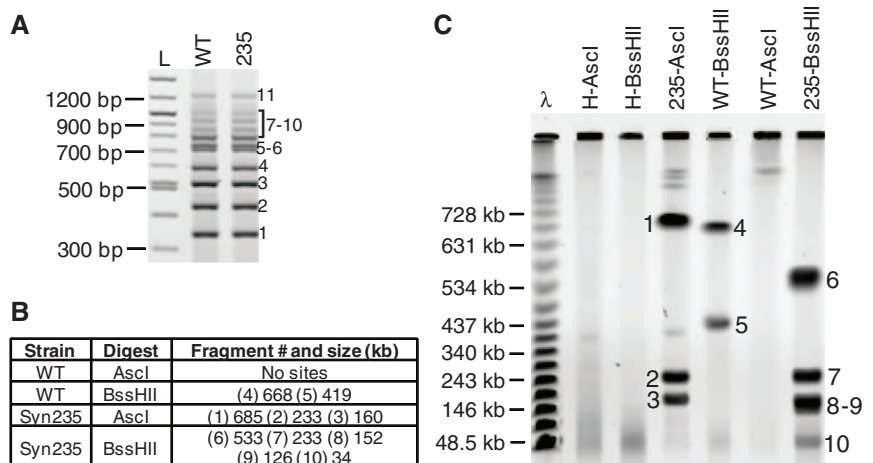 A
L
WT
235
1200 bp
900 bp
700 bp
500 bp
300 bp
11
7-10
5-6
4
3
2
1
B
Strain Digest Fragment # and size (kb)
WT AscI No sites
WT BssHII (4) 668 (5) 419
Syn235 AscI (1) 685 (2) 233 (3) 160
Syn235 BssHII (6) 533 (7) 233 (8) 152
(9) 126 (10) 34
C
λ
H-AscI
H-BssHII
235-AscI
WT-BssHII
WT-AscI
235-BssHII
728 kb
631 kb
534 kb
437 kb
340 kb
243 kb
146 kb
48.5 kb
1
2
3
4
5
6
7
8-9
10